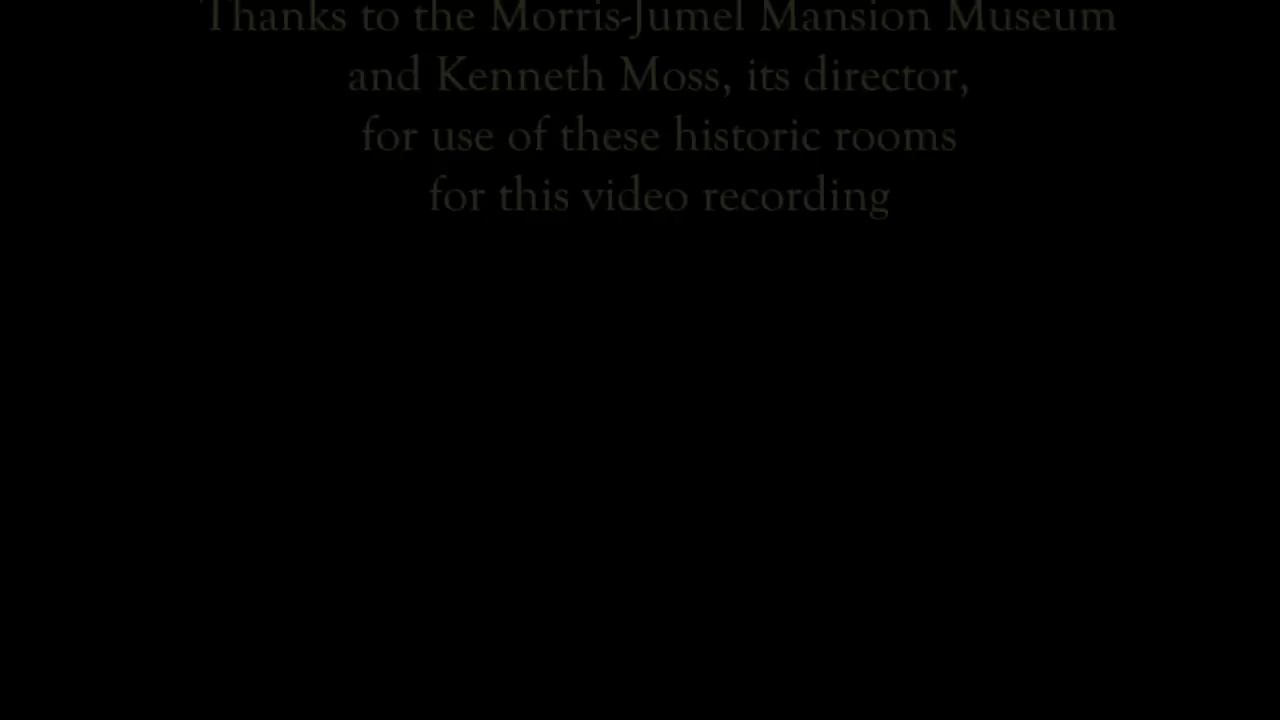 Thanks to the Morris-Jumel Mansion Museum
and Kenneth Moss, its director,
for use of these historic rooms
for this video recording